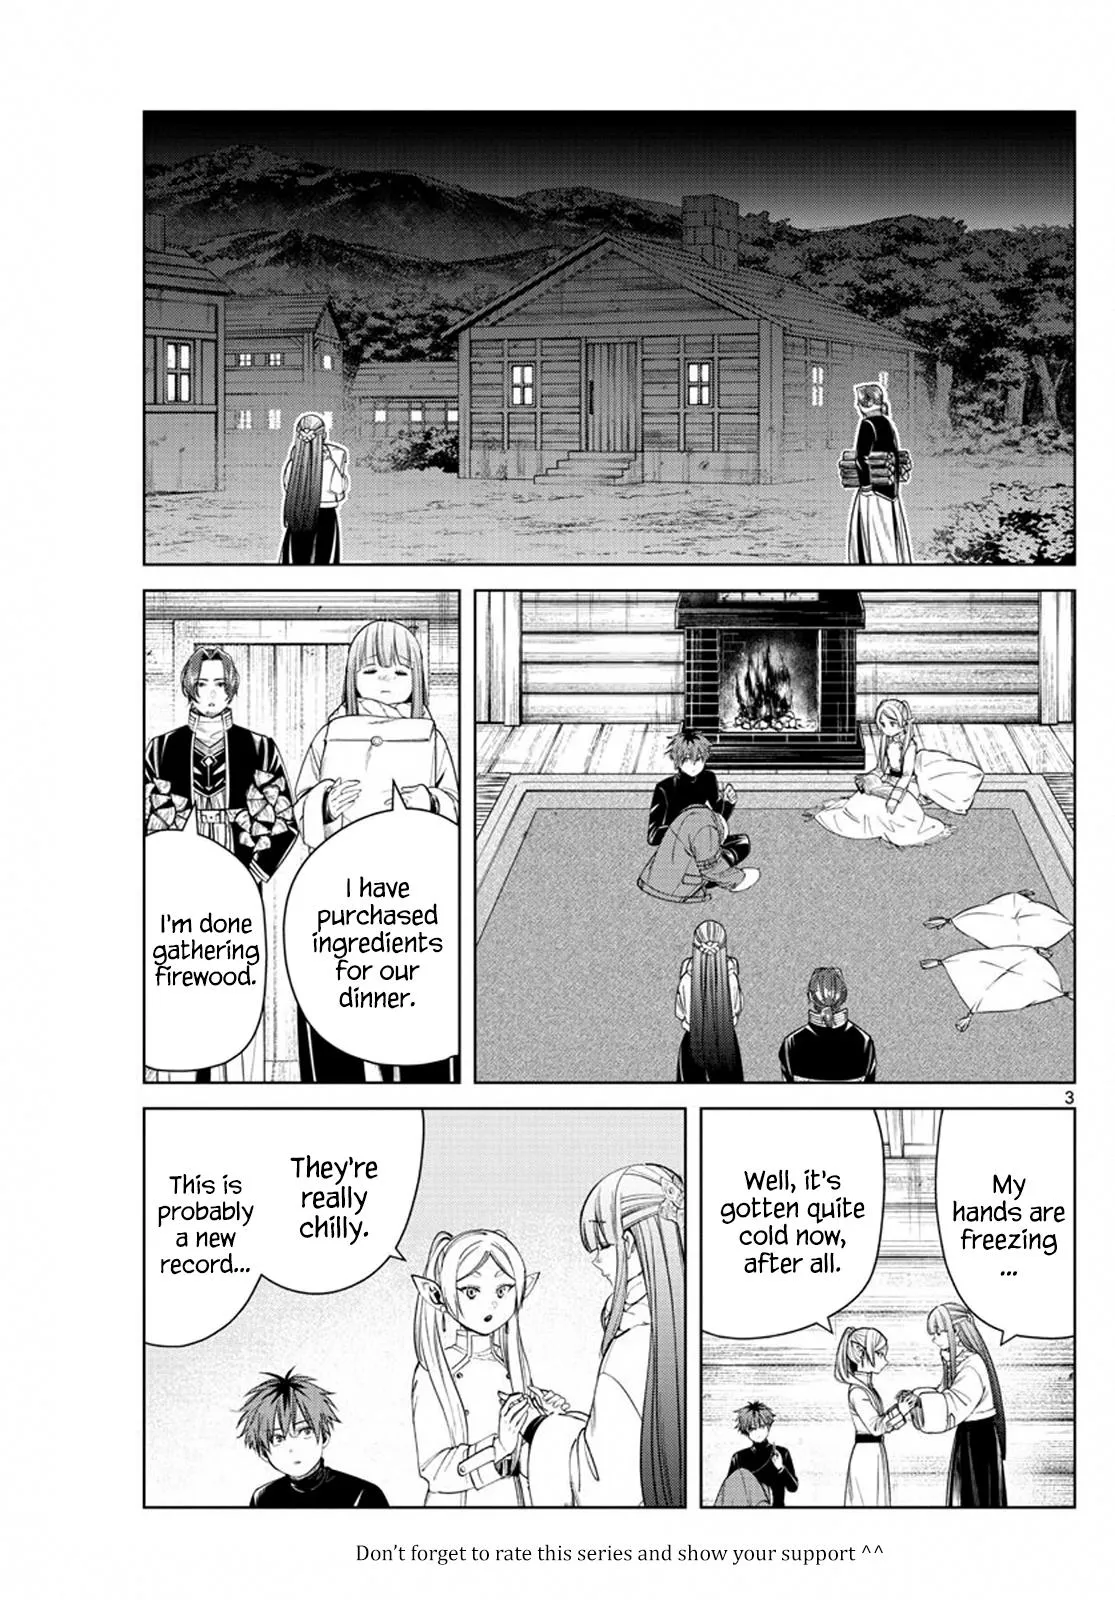 I have
purchased
ingredients
for our
dinner.
I'm done
gathering
firewood.
3
My
hands are
freezing
...
Well, it's
gotten quite
cold now,
after all.
They're
really
chilly.
This is
probably
a new
record...
Don't forget to rate this series and show your support ^^